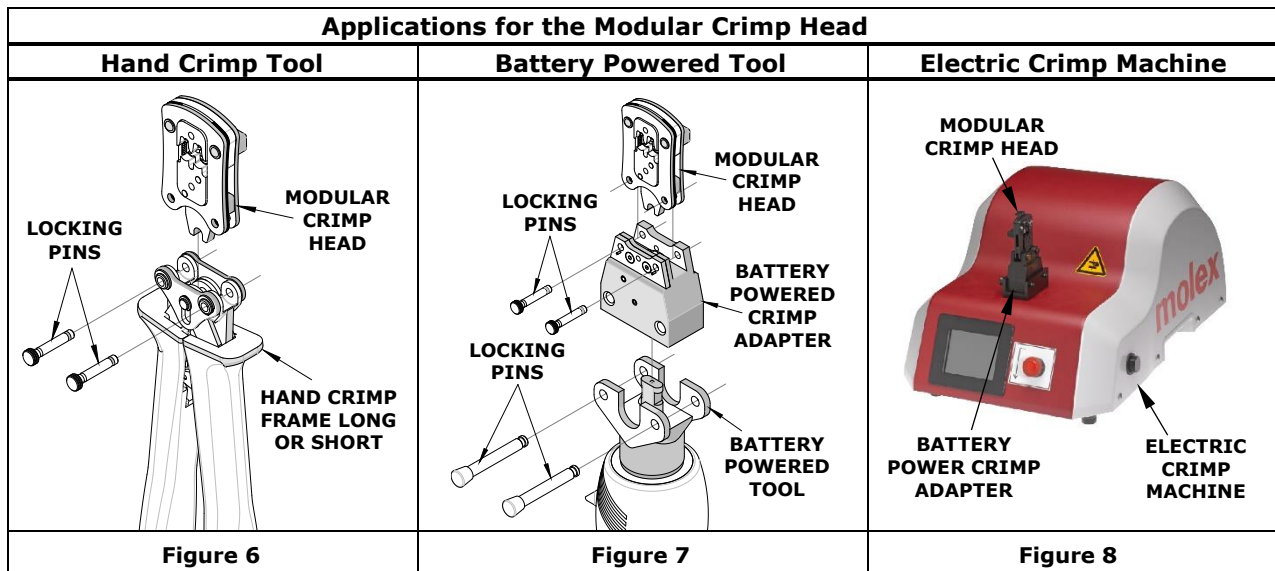 Applications for the Modular Crimp Head
Hand Crimp Tool
Battery Powered Tool
Electric Crimp Machine
MODULAR
CRIMP
HEAD
LOCKING
PINS
HAND CRIMP
FRAME LONG
OR SHORT
MODULAR
CRIMP
HEAD
LOCKING
PINS
BATTERY
POWERED
CRIMP
ADAPTER
LOCKING
PINS
BATTERY
POWERED
TOOL
MODULAR
CRIMP HEAD
molex
BATTERY
POWER CRIMP
ADAPTER
ELECTRIC
CRIMP
MACHINE
Figure 6
Figure 7
Figure 8